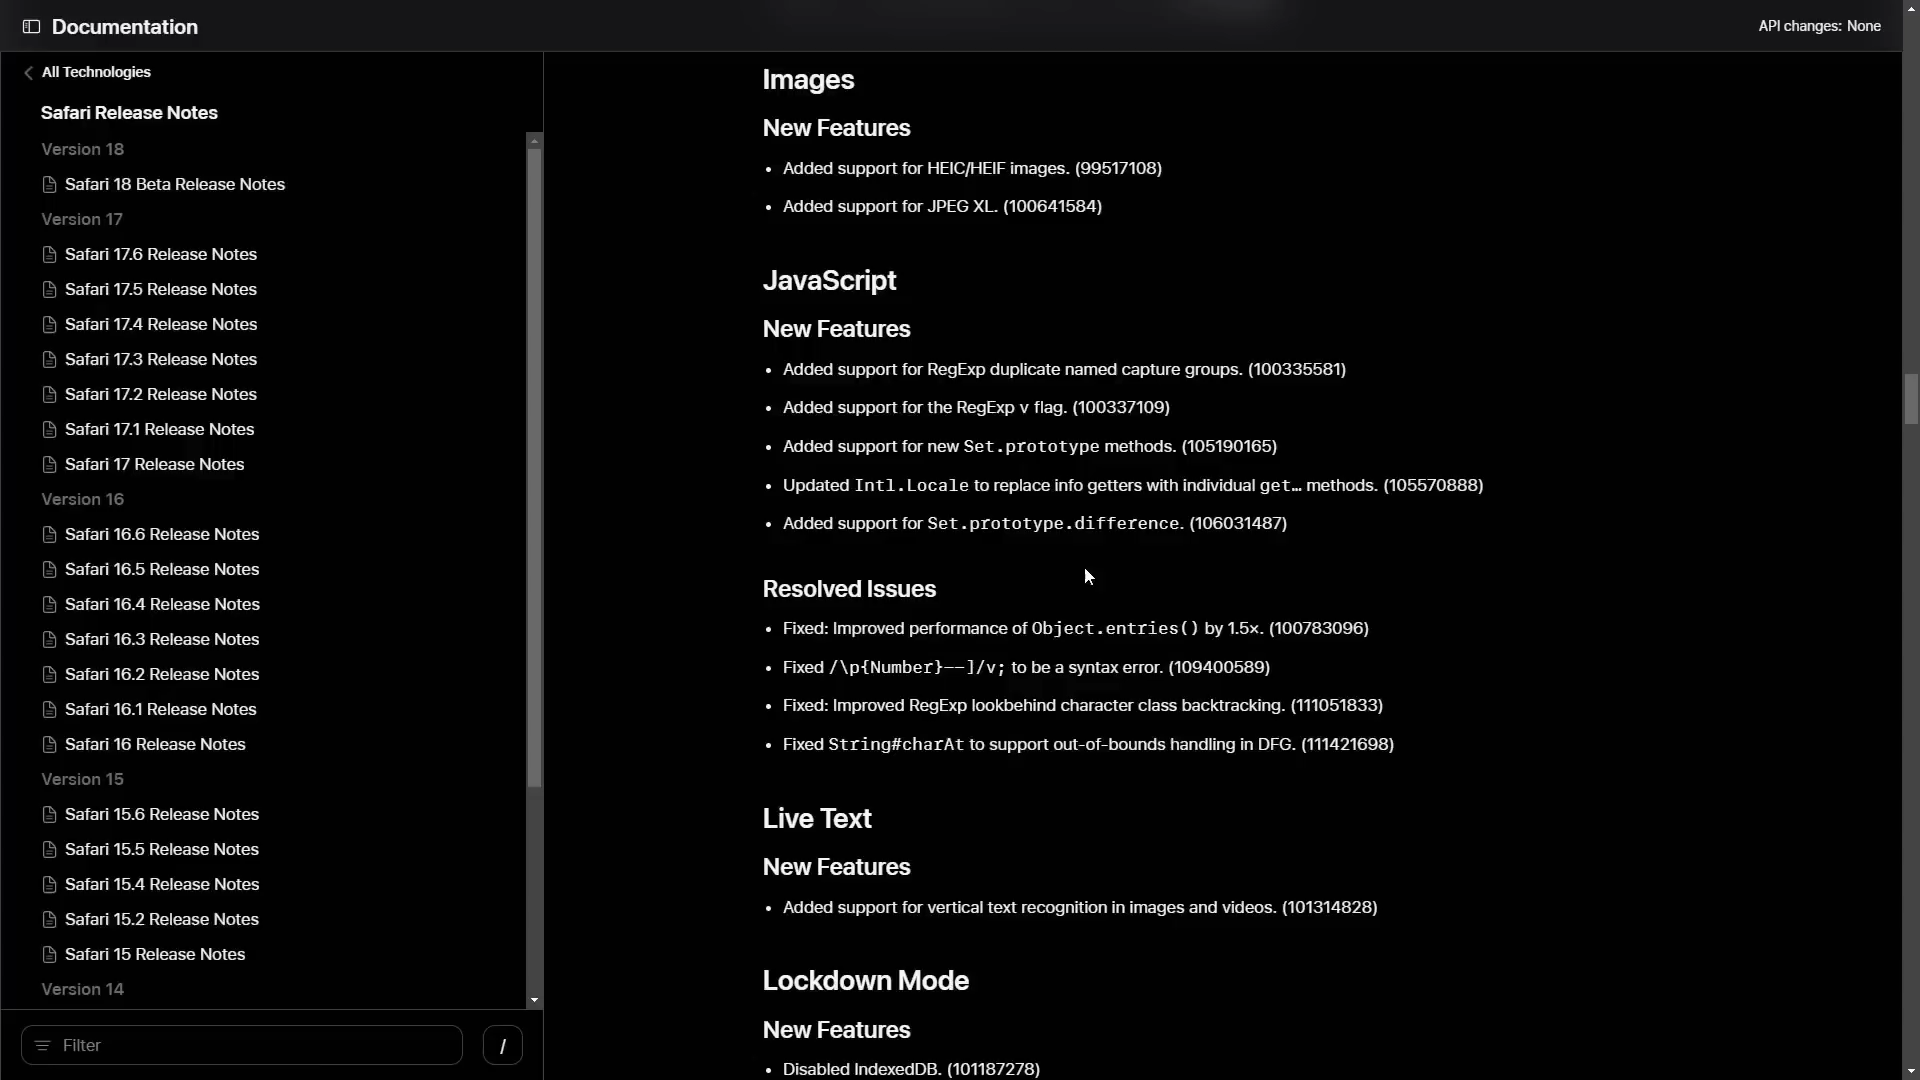 Documentation
API changes: None
All Technologies
Safari Release Notes
Version 18
Safari 18 Beta Release Notes
Version 17
Safari 17.6 Release Notes
Safari 17.5 Release Notes
Safari 17.4 Release Notes
Safari 17.3 Release Notes
Safari 17.2 Release Notes
Safari 17.1 Release Notes
Safari 17 Release Notes
Version 16
Safari 16.6 Release Notes
Safari 16.5 Release Notes
Safari 16.4 Release Notes
Safari 16.3 Release Notes
Safari 16.2 Release Notes
Safari 16.1 Release Notes
Safari 16 Release Notes
Version 15
Safari 15.6 Release Notes
Safari 15.5 Release Notes
Safari 15.4 Release Notes
Safari 15.2 Release Notes
Safari 15 Release Notes
Version 14
Filter
/
Images
New Features
• Added support for HEIC/HEIF images. (99517108)
• Added support for JPEG XL. (100641584)
JavaScript
New Features
• Added support for RegExp duplicate named capture groups. (100335581)
• Added support for the RegExp v flag. (100337109)
• Added support for new Set.prototype methods. (105190165)
• Updated Intl.Locale to replace info getters with individual get… methods. (105570888)
• Added support for Set.prototype.difference. (106031487)
Resolved Issues
• Fixed: Improved performance of Object.entries() by 1.5×. (100783096)
• Fixed /\p{Number}--]/v; to be a syntax error. (109400589)
• Fixed: Improved RegExp lookbehind character class backtracking. (111051833)
• Fixed String#charAt to support out-of-bounds handling in DFG. (111421698)
Live Text
New Features
• Added support for vertical text recognition in images and videos. (101314828)
Lockdown Mode
New Features
• Disabled IndexedDB. (101187278)